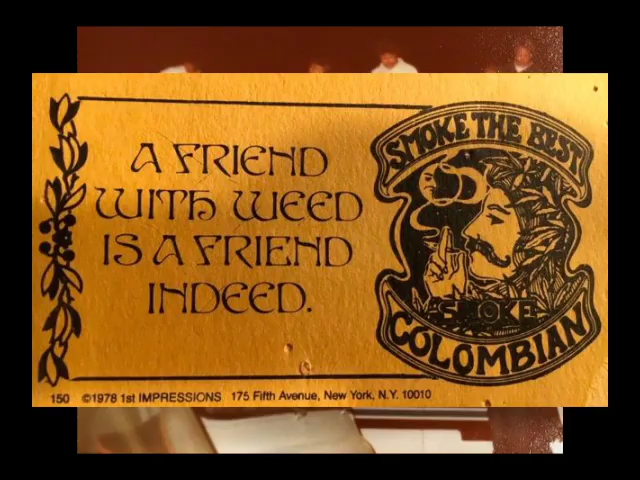 A FRIEND
WITH WEED
IS A FRIEND
INDEED.
SMOKE THE BEST
SMOKE
COLOMBIAN
150 ©1978 1st IMPRESSIONS 175 Fifth Avenue, New York, N.Y. 10010